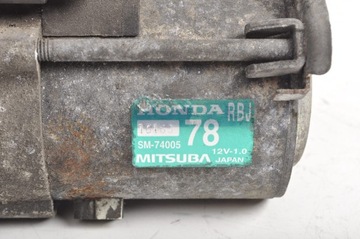 HONDA RBJ
78
SM-74005 12V-1.0
MITSUBA JAPAN